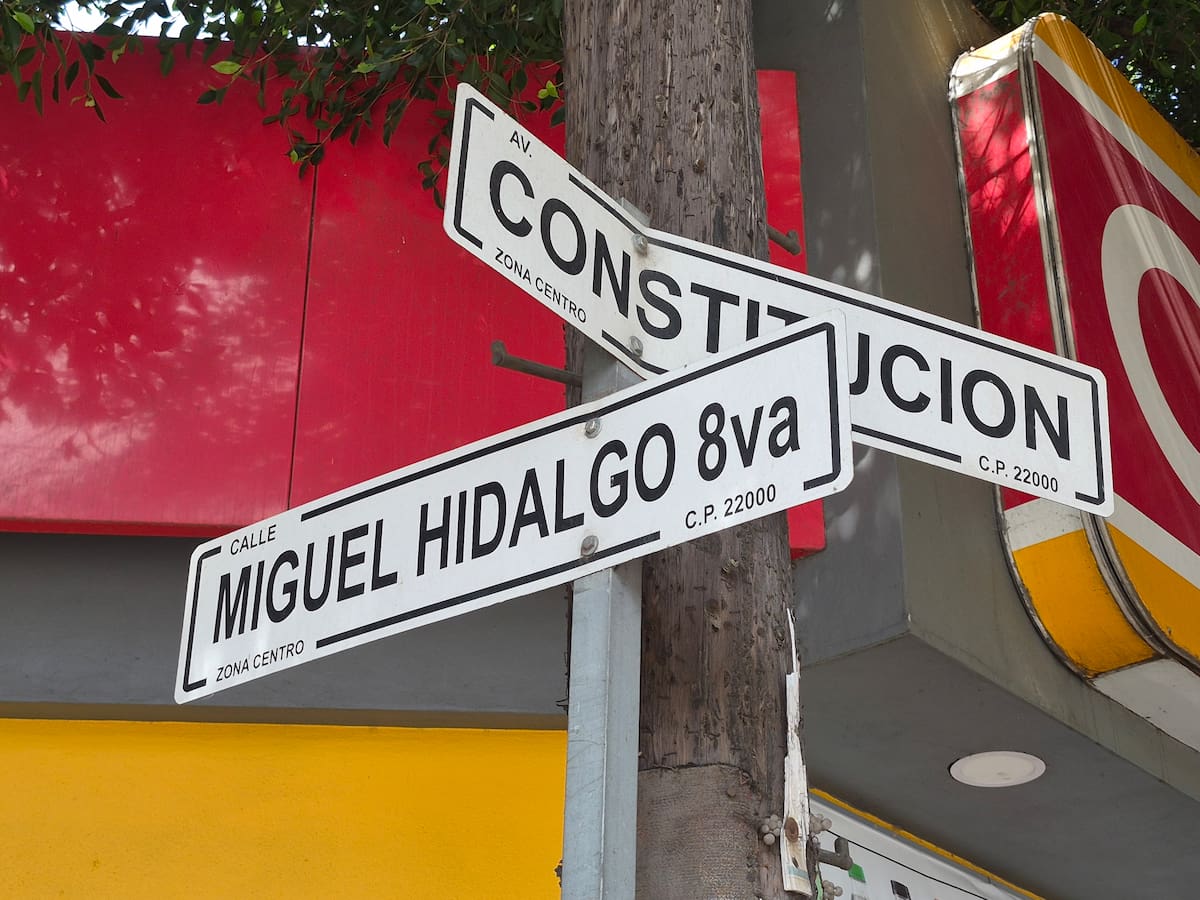 AV.
CONSTITUCION
ZONA CENTRO
C.P. 22000
CALLE
MIGUEL HIDALGO 8va
ZONA CENTRO
C.P. 22000